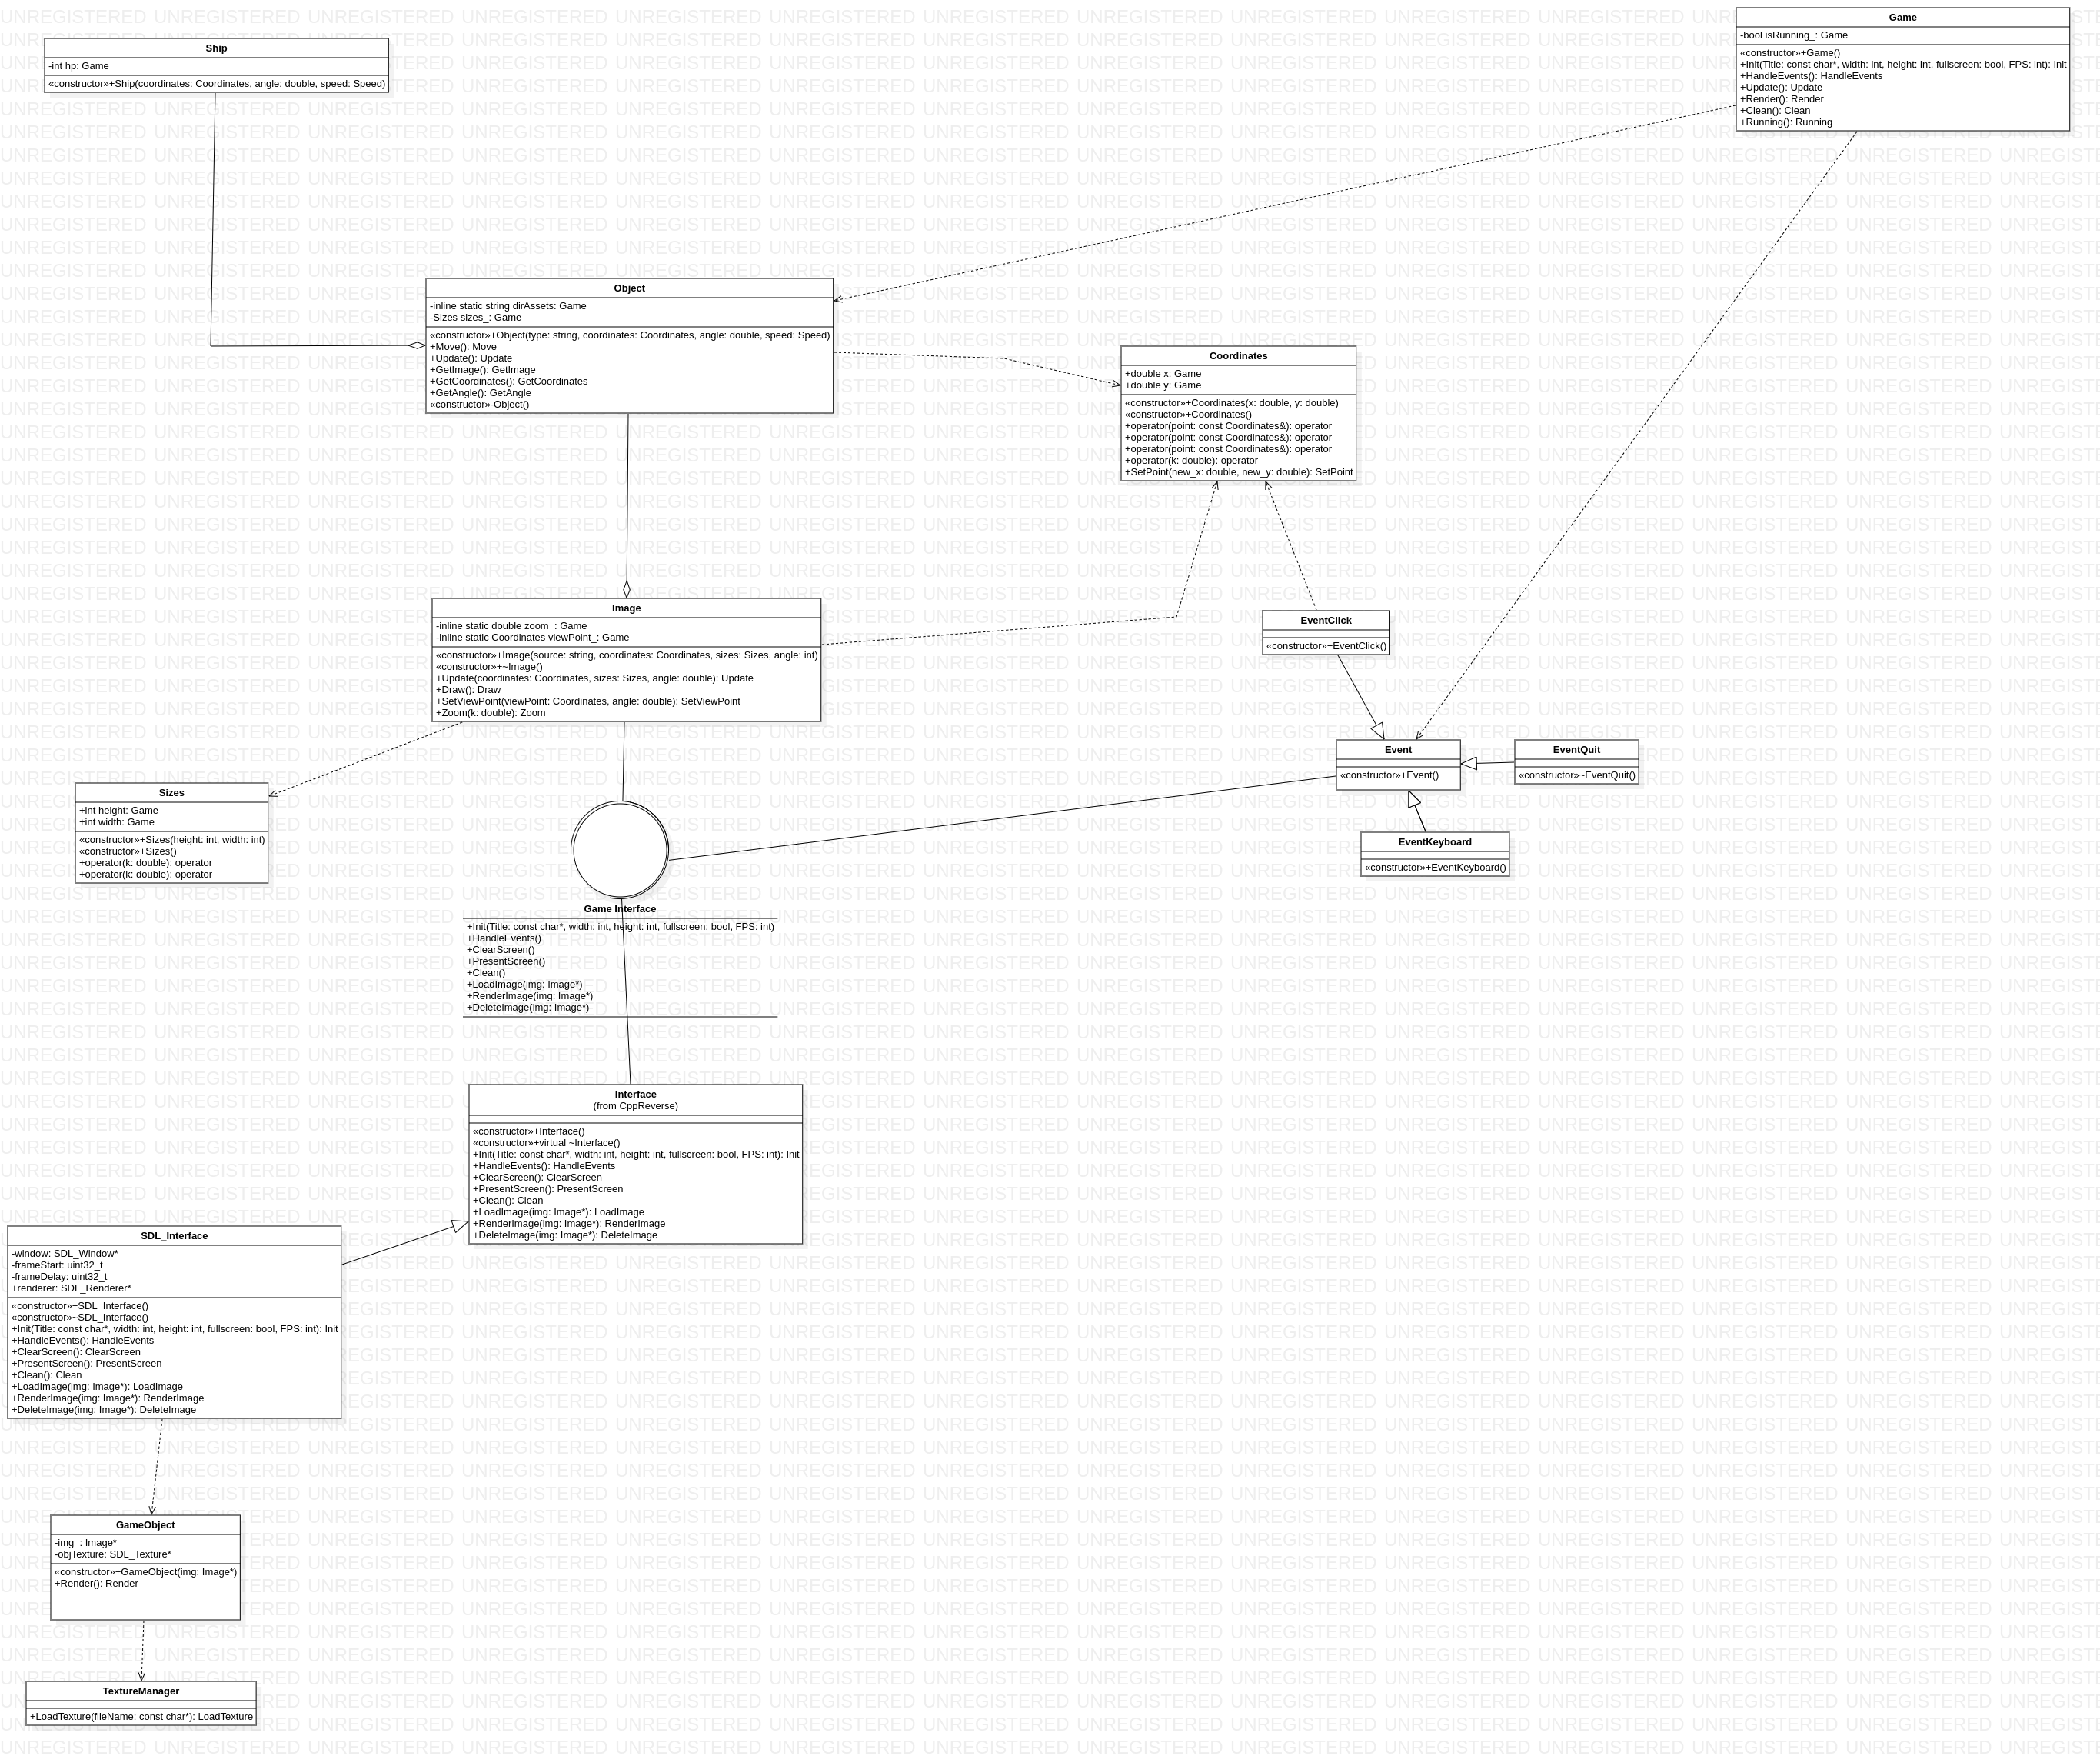 Game
-bool isRunning_: Game
«constructor»+Game()
+Init(Title: const char*, width: int, height: int, fullscreen: bool, FPS: int): Init
+HandleEvents(): HandleEvents
+Update(): Update
+Render(): Render
+Clean(): Clean
+Running(): Running
Ship
-int hp: Game
«constructor»+Ship(coordinates: Coordinates, angle: double, speed: Speed)
Object
-inline static string dirAssets: Game
-Sizes sizes_: Game
«constructor»+Object(type: string, coordinates: Coordinates, angle: double, speed: Speed)
+Move(): Move
+Update(): Update
+GetImage(): GetImage
+GetCoordinates(): GetCoordinates
+GetAngle(): GetAngle
«constructor»-Object()
Coordinates
+double x: Game
+double y: Game
«constructor»+Coordinates(x: double, y: double)
«constructor»+Coordinates()
+operator(point: const Coordinates&): operator
+operator(point: const Coordinates&): operator
+operator(point: const Coordinates&): operator
+operator(k: double): operator
+SetPoint(new_x: double, new_y: double): SetPoint
Image
-inline static double zoom_: Game
-inline static Coordinates viewPoint_: Game
«constructor»+Image(source: string, coordinates: Coordinates, sizes: Sizes, angle: int)
«constructor»+~Image()
+Update(coordinates: Coordinates, sizes: Sizes, angle: double): Update
+Draw(): Draw
+SetViewPoint(viewPoint: Coordinates, angle: double): SetViewPoint
+Zoom(k: double): Zoom
EventClick
«constructor»+EventClick()
Event
«constructor»+Event()
EventQuit
«constructor»~EventQuit()
EventKeyboard
«constructor»+EventKeyboard()
Sizes
+int height: Game
+int width: Game
«constructor»+Sizes(height: int, width: int)
«constructor»+Sizes()
+operator(k: double): operator
+operator(k: double): operator
Game Interface
+Init(Title: const char*, width: int, height: int, fullscreen: bool, FPS: int)
+HandleEvents()
+ClearScreen()
+PresentScreen()
+Clean()
+LoadImage(img: Image*)
+RenderImage(img: Image*)
+DeleteImage(img: Image*)
Interface
(from CppReverse)
«constructor»+Interface()
«constructor»+virtual ~Interface()
+Init(Title: const char*, width: int, height: int, fullscreen: bool, FPS: int): Init
+HandleEvents(): HandleEvents
+ClearScreen(): ClearScreen
+PresentScreen(): PresentScreen
+Clean(): Clean
+LoadImage(img: Image*): LoadImage
+RenderImage(img: Image*): RenderImage
+DeleteImage(img: Image*): DeleteImage
SDL_Interface
-window: SDL_Window*
-frameStart: uint32_t
-frameDelay: uint32_t
+renderer: SDL_Renderer*
«constructor»+SDL_Interface()
«constructor»~SDL_Interface()
+Init(Title: const char*, width: int, height: int, fullscreen: bool, FPS: int): Init
+HandleEvents(): HandleEvents
+ClearScreen(): ClearScreen
+PresentScreen(): PresentScreen
+Clean(): Clean
+LoadImage(img: Image*): LoadImage
+RenderImage(img: Image*): RenderImage
+DeleteImage(img: Image*): DeleteImage
GameObject
-img_: Image*
-objTexture: SDL_Texture*
«constructor»+GameObject(img: Image*)
+Render(): Render
TextureManager
+LoadTexture(fileName: const char*): LoadTexture
UNREGISTERED